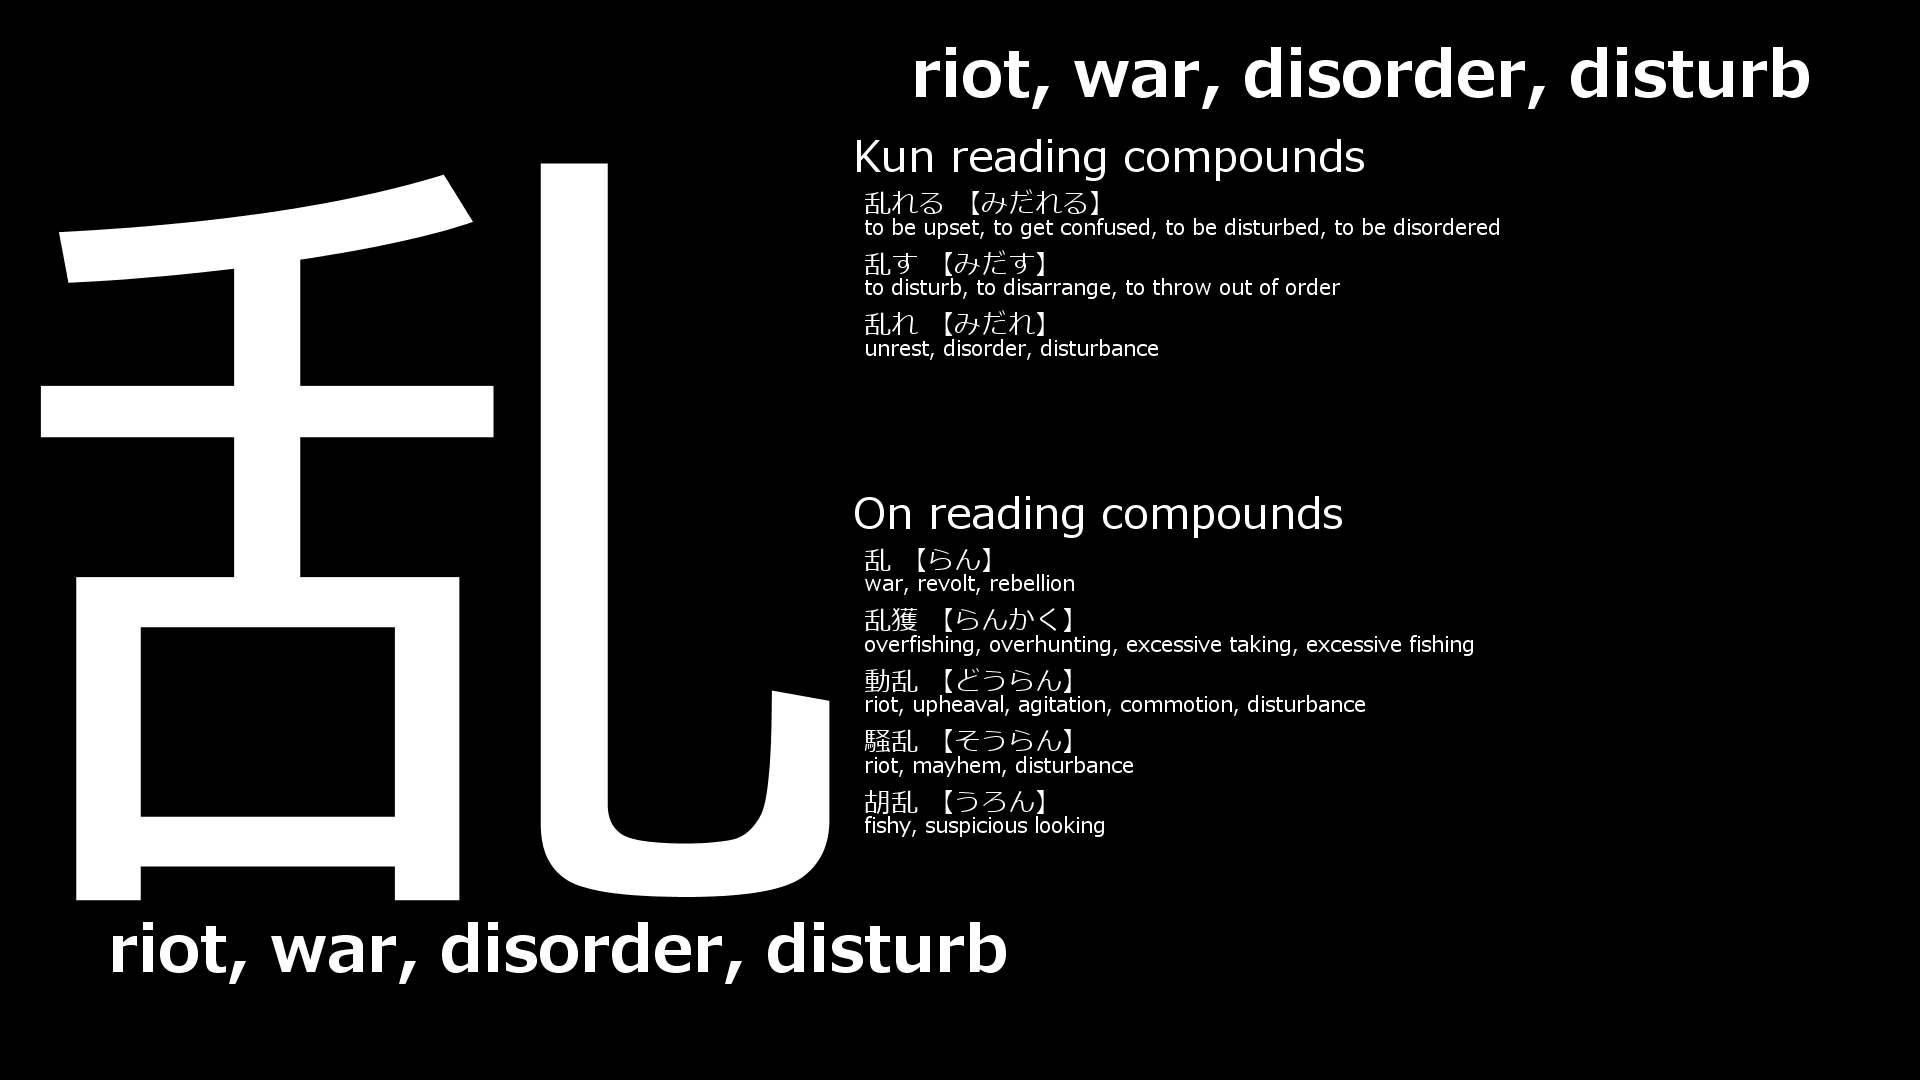 riot, war, disorder, disturb
乱
Kun reading compounds
乱れる 【みだれる】
to be upset, to get confused, to be disturbed, to be disordered
乱す 【みだす】
to disturb, to disarrange, to throw out of order
乱れ 【みだれ】
unrest, disorder, disturbance
On reading compounds
乱 【らん】
war, revolt, rebellion
乱獲 【らんかく】
overfishing, overhunting, excessive taking, excessive fishing
動乱 【どうらん】
riot, upheaval, agitation, commotion, disturbance
騒乱 【そうらん】
riot, mayhem, disturbance
胡乱 【うろん】
fishy, suspicious looking
riot, war, disorder, disturb